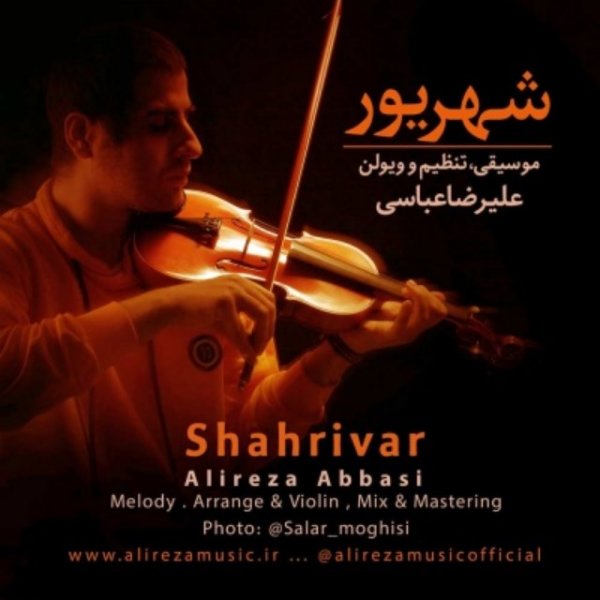 شهریور
موسیقی، تنظیم و ویولن
علیرضا عباسی
Shahrivar
Alireza Abbasi
Melody . Arrange & Violin , Mix & Mastering
Photo: @Salar_moghisi
www.alirezamusic.ir ... @alirezamusicofficial